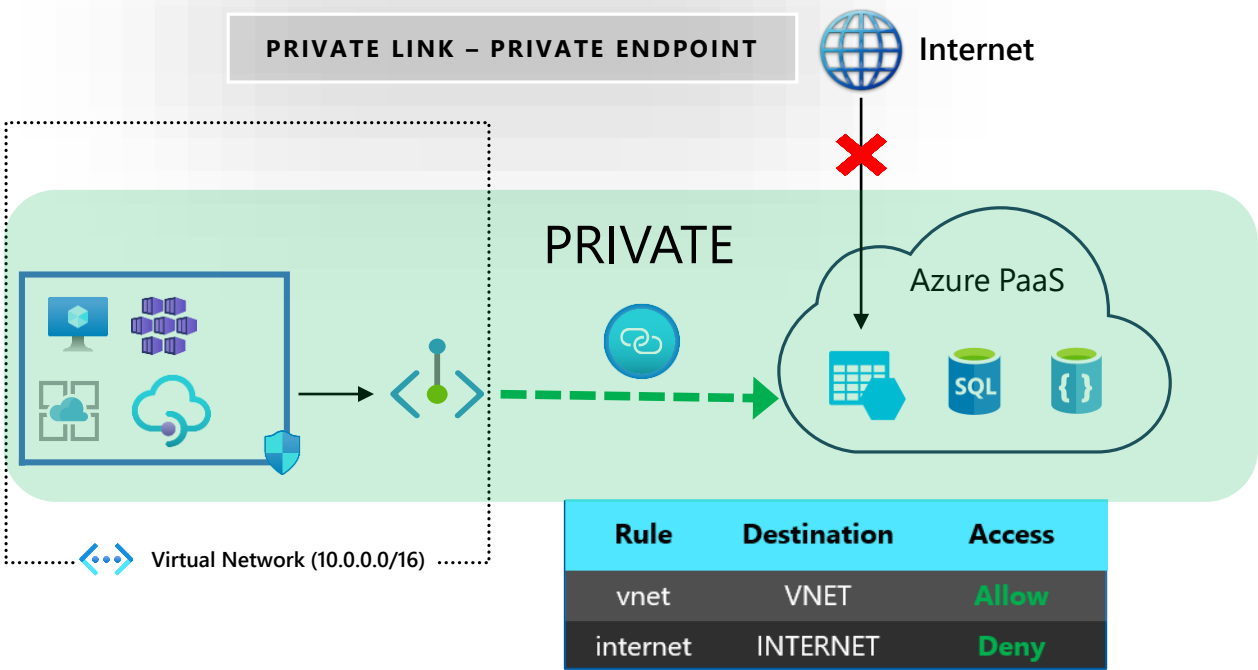 PRIVATE LINK – PRIVATE ENDPOINT
Internet
PRIVATE
Azure PaaS
SQL
{ }
Virtual Network (10.0.0.0/16)
Rule Destination Access
vnet VNET Allow
internet INTERNET Deny